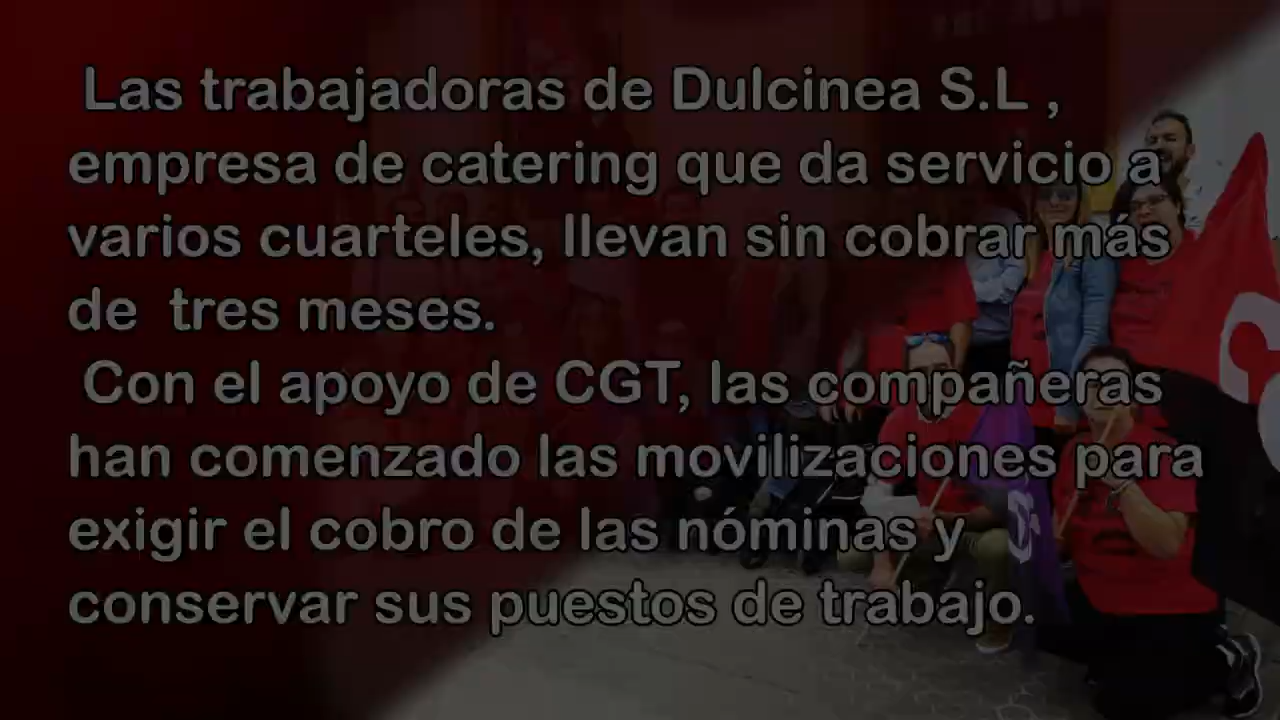 Las trabajadoras de Dulcinea S.L ,
empresa de catering que da servicio a
varios cuarteles, llevan sin cobrar más
de tres meses.
Con el apoyo de CGT, las compañeras
han comenzado las movilizaciones para
exigir el cobro de las nóminas y
conservar sus puestos de trabajo.